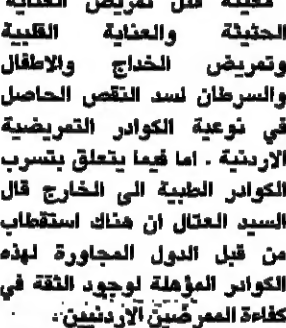 معينة مثل تمريض العناية
الحثيثة والعناية القلبية
وتمريض الخداج والاطفال
والسرطان لسد النقص الحاصل
في نوعية الكوادر التمريضية
الاردنية . اما فيما يتعلق بتسرب
الكوادر الطبية الى الخارج قال
السيد العتال ان هناك استقطاب
من قبل الدول المجاورة لهذه
الكوادر المؤهلة لوجود الثقة في
كفاءة الممرضين الاردنيين.